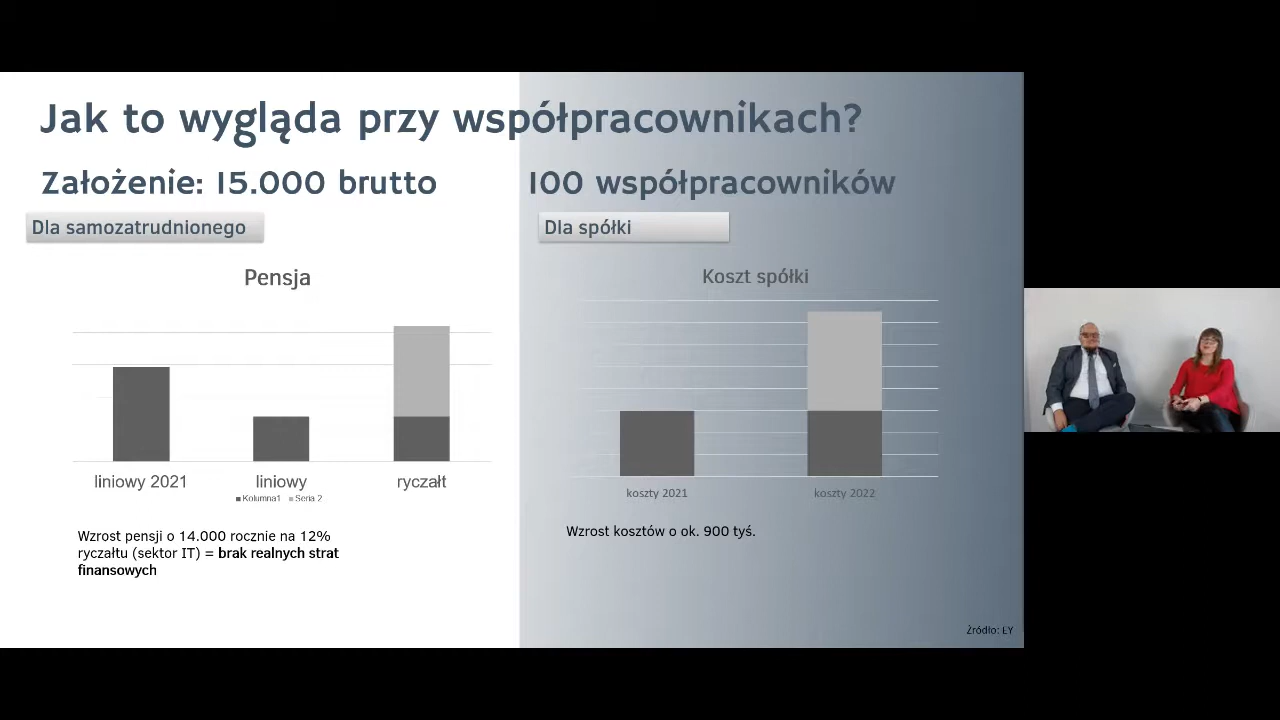 Jak to wygląda przy współpracownikach?
Założenie: 15.000 brutto
100 współpracowników
Dla samozatrudnionego
Dla spółki
Pensja
liniowy 2021
liniowy
ryczałt
Kolumna1
Seria 2
Wzrost pensji o 14.000 rocznie na 12%
ryczałtu (sektor IT) = brak realnych strat
finansowych
Koszt spółki
koszty 2021
koszty 2022
Wzrost kosztów o ok. 900 tyś.
Źródło: EY